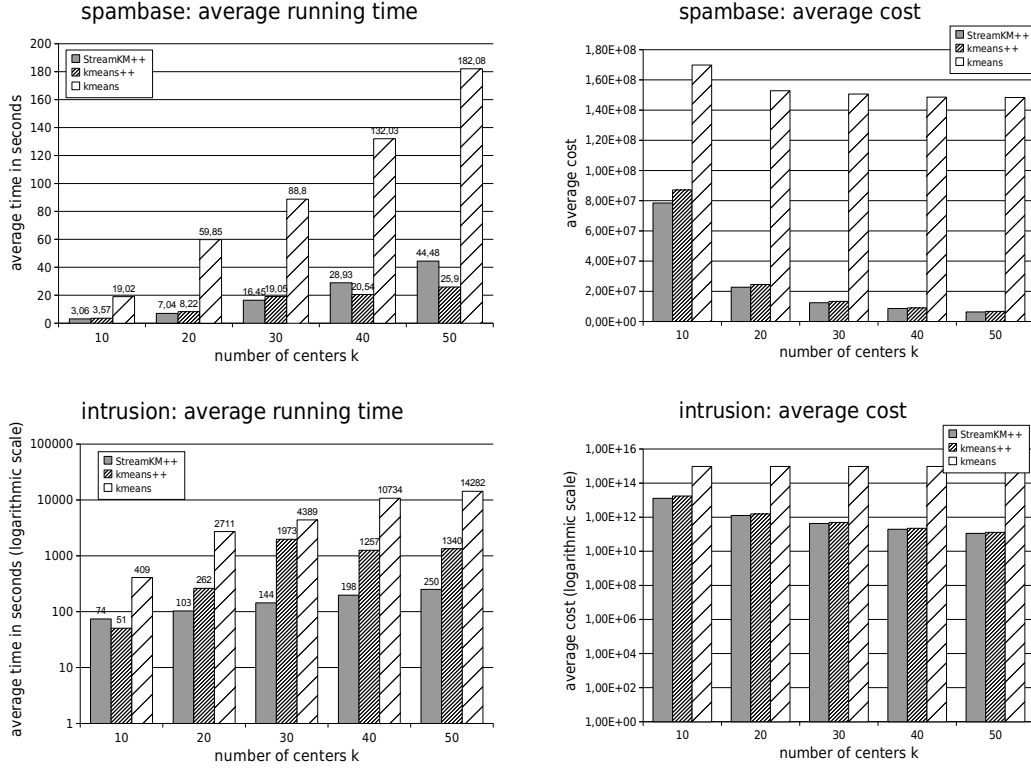 spambase: average running time
200
180
160
140
120
100
80
60
40
20
0
average time in seconds
StreamKM++
kmeans++
kmeans
3,06
3,57
19,02
7,04
8,22
59,85
16,45
19,05
88,8
28,93
20,54
132,03
44,48
25,9
182,08
10 20 30 40 50
number of centers k
spambase: average cost
1,80E+08
1,60E+08
1,40E+08
1,20E+08
1,00E+08
8,00E+07
6,00E+07
4,00E+07
2,00E+07
0,00E+00
average cost
StreamKM++
kmeans++
kmeans
10 20 30 40 50
number of centers k
intrusion: average running time
100000
10000
1000
100
10
1
average time in seconds (logarithmic scale)
StreamKM++
kmeans++
kmeans
74
51
409
103
262
2711
144
1973
4389
198
1257
10734
250
1340
14282
10 20 30 40 50
number of centers k
intrusion: average cost
1,00E+16
1,00E+14
1,00E+12
1,00E+10
1,00E+08
1,00E+06
1,00E+04
1,00E+02
1,00E+00
average cost (logarithmic scale)
StreamKM++
kmeans++
kmeans
10 20 30 40 50
number of centers k